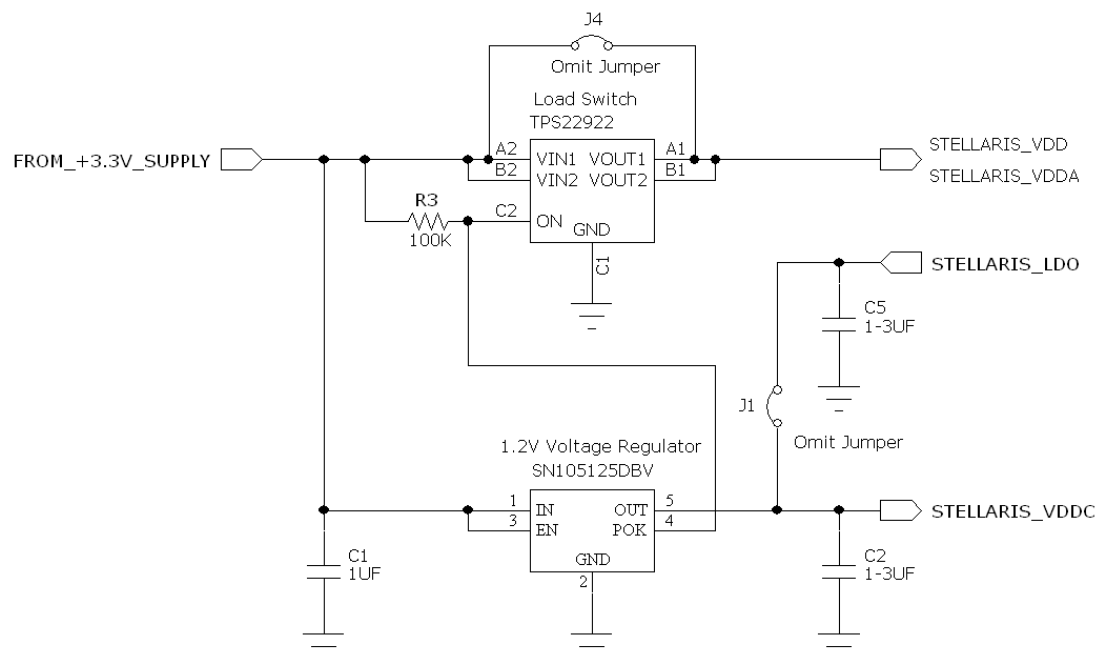 J4
Omit Jumper
Load Switch
TPS22922
FROM_+3.3V_SUPPLY
A2 VIN1 VOUT1 A1
B2 VIN2 VOUT2 B1
STELLARIS_VDD
STELLARIS_VDDA
R3
100K
C2 ON
GND
C1
STELLARIS_LDO
C5
1-3UF
J1
Omit Jumper
1.2V Voltage Regulator
SN105125DBV
1 IN OUT 5
3 EN POK 4
GND
2
STELLARIS_VDDC
C1
1UF
C2
1-3UF